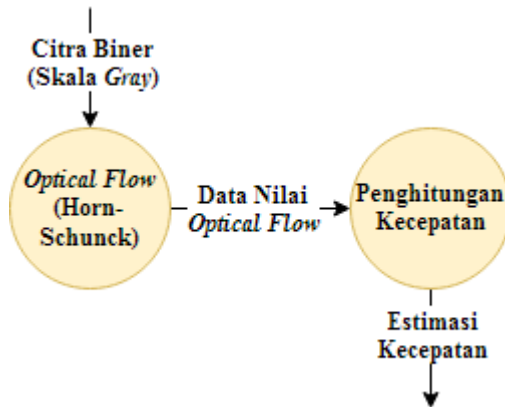 Citra Biner
(Skala Gray)
Optical Flow
(Horn-
Schunck)
Data Nilai
Optical Flow
Penghitungan
Kecepatan
Estimasi
Kecepatan